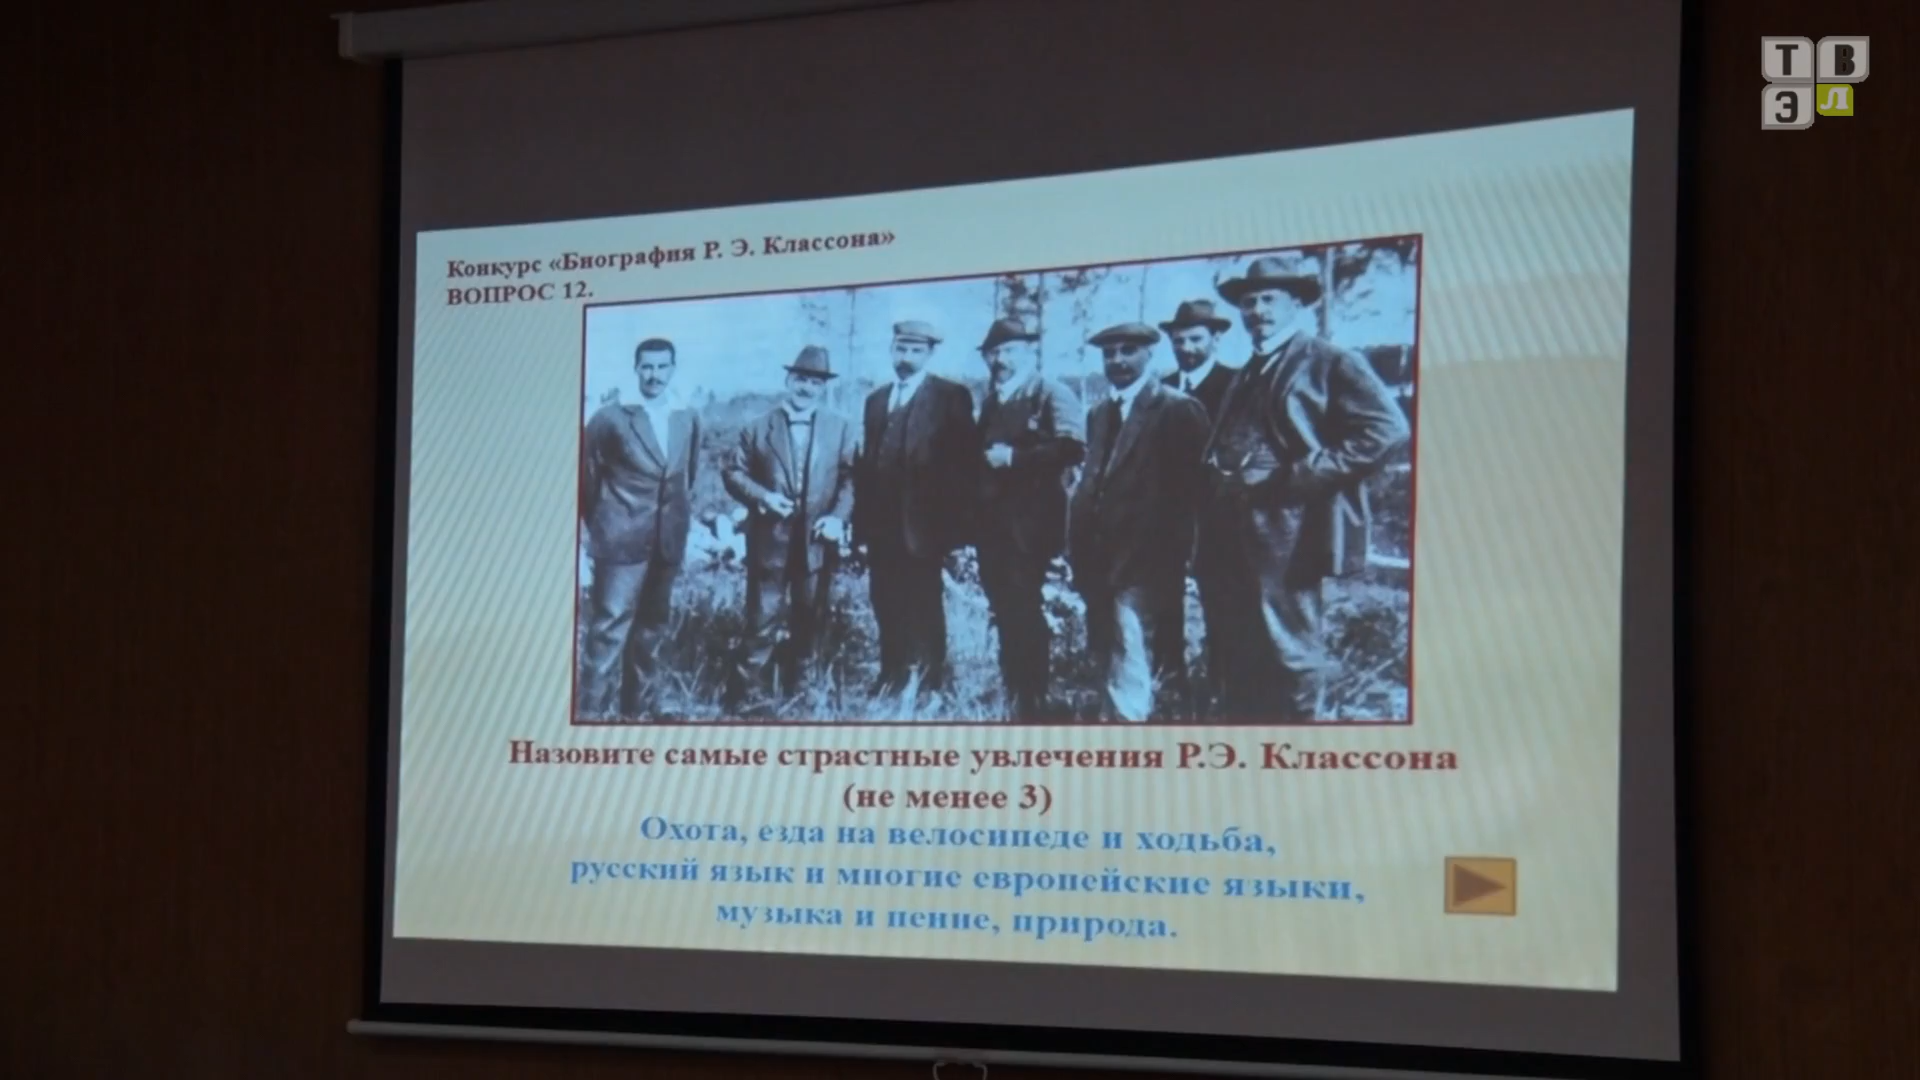 Т В
Э Л
Конкурс «Биография Р. Э. Классона»
ВОПРОС 12.
Назовите самые страстные увлечения Р.Э. Классона
(не менее 3)
Охота, езда на велосипеде и ходьба,
русский язык и многие европейские языки,
музыка и пение, природа.